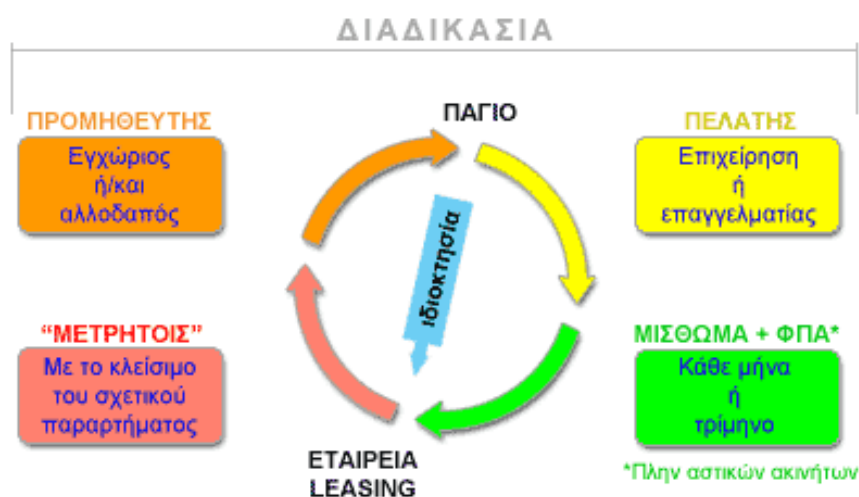 ΔΙΑΔΙΚΑΣΙΑ
ΠΡΟΜΗΘΕΥΤΗΣ
Εγχώριος
ή/και
αλλοδαπός
ΠΑΓΙΟ
ΠΕΛΑΤΗΣ
Επιχείρηση
ή
επαγγελματίας
ιδιοκτησία
“ΜΕΤΡΗΤΟΙΣ”
Με το κλείσιμο
του σχετικού
παραρτήματος
ΜΙΣΘΩΜΑ + ΦΠΑ*
Κάθε μήνα
ή
τρίμηνο
ΕΤΑΙΡΕΙΑ
LEASING
*Πλην αστικών ακινήτων